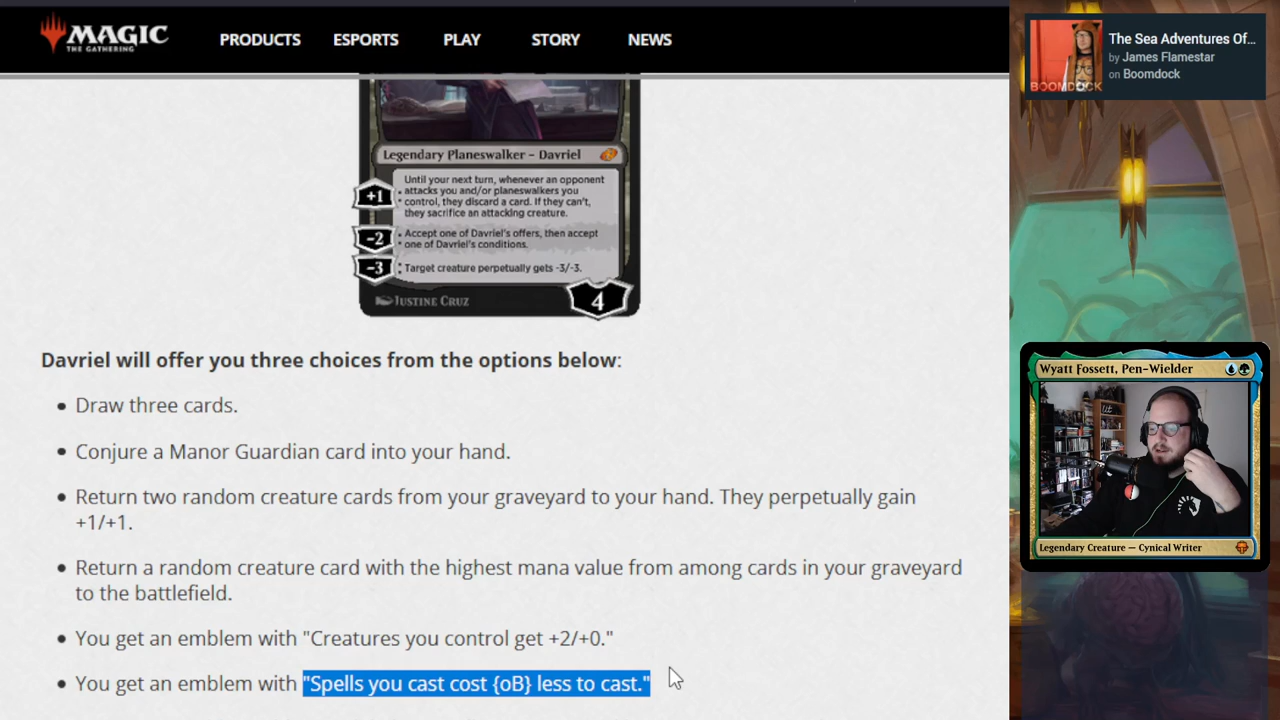 MAGIC
THE GATHERING
PRODUCTS ESPORTS PLAY STORY NEWS
Legendary Planeswalker – Davriel
+1
Until your next turn, whenever an opponent
attacks you and/or planeswalkers you
control, they discard a card. If they can't,
they sacrifice an attacking creature.
-2
Accept one of Davriel's offers, then accept
one of Davriel's conditions.
-3
Target creature perpetually gets -3/-3.
JUSTINE CRUZ
4
Davriel will offer you three choices from the options below:
• Draw three cards.
• Conjure a Manor Guardian card into your hand.
• Return two random creature cards from your graveyard to your hand. They perpetually gain
+1/+1.
• Return a random creature card with the highest mana value from among cards in your graveyard
to the battlefield.
• You get an emblem with "Creatures you control get +2/+0."
• You get an emblem with "Spells you cast cost {oB} less to cast."
The Sea Adventures Of...
by James Flamestar
on Boomdock
BOOMDOCK
Wyatt Fossett, Pen-Wielder
Legendary Creature — Cynical Writer